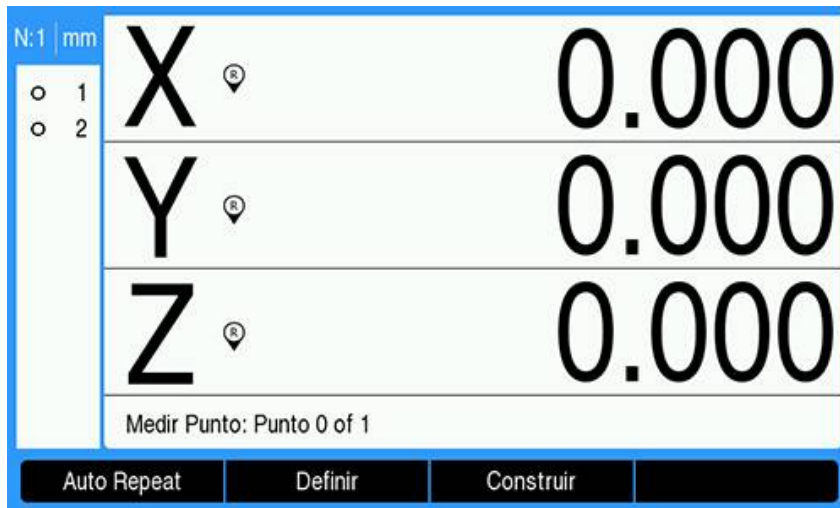 N:1 mm
1
2
X R 0.000
Y R 0.000
Z R 0.000
Medir Punto: Punto 0 of 1
Auto Repeat Definir Construir